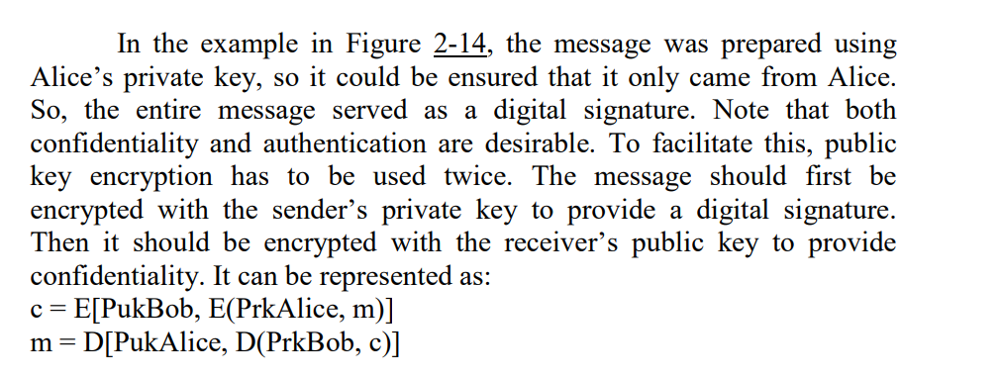 In the example in Figure 2-14, the message was prepared using
Alice’s private key, so it could be ensured that it only came from Alice.
So, the entire message served as a digital signature. Note that both
confidentiality and authentication are desirable. To facilitate this, public
key encryption has to be used twice. The message should first be
encrypted with the sender’s private key to provide a digital signature.
Then it should be encrypted with the receiver’s public key to provide
confidentiality. It can be represented as:
c = E[PukBob, E(PrkAlice, m)]
m = D[PukAlice, D(PrkBob, c)]